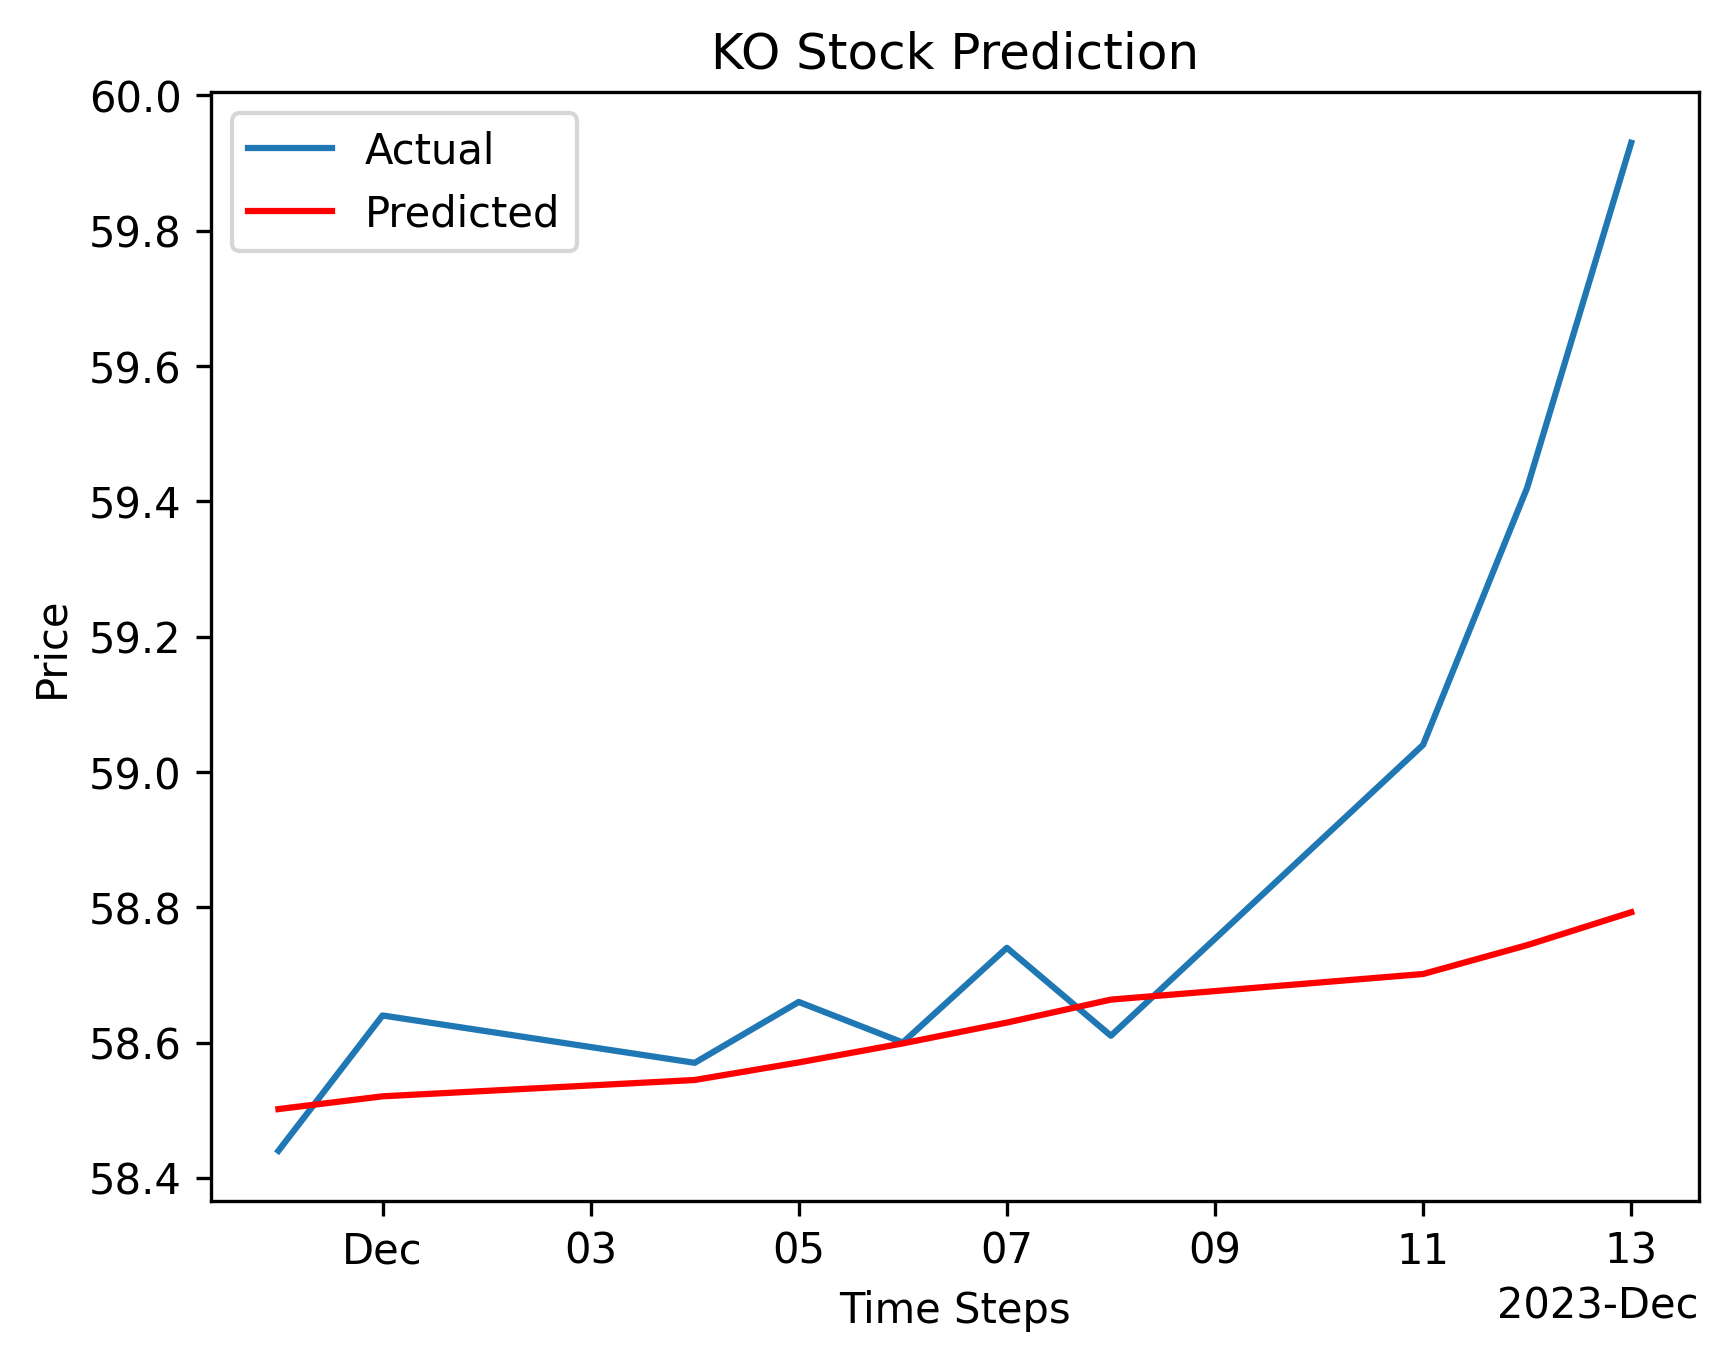 KO Stock Prediction
Actual
Predicted
60.0
59.8
59.6
59.4
59.2
59.0
58.8
58.6
58.4
Price
Dec 03 05 07 09 11 13
2023-Dec
Time Steps